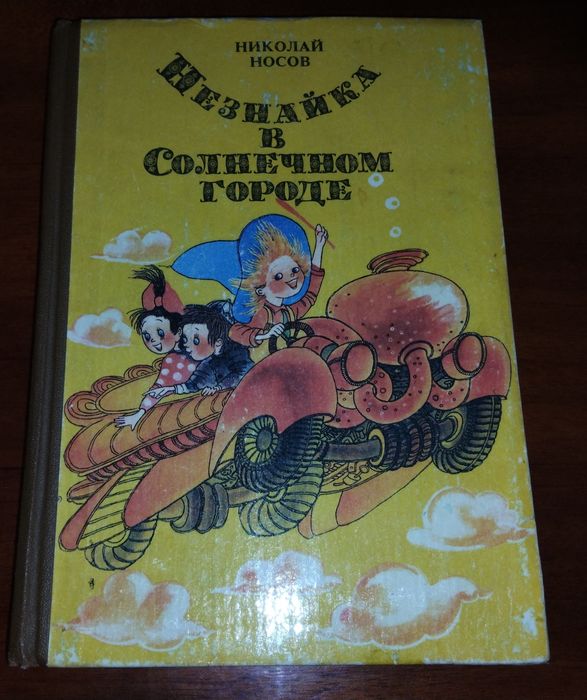 НИКОЛАЙ
НОСОВ
НЕЗНАЙКА
В
СОЛНЕЧНОМ
ГОРОДЕ